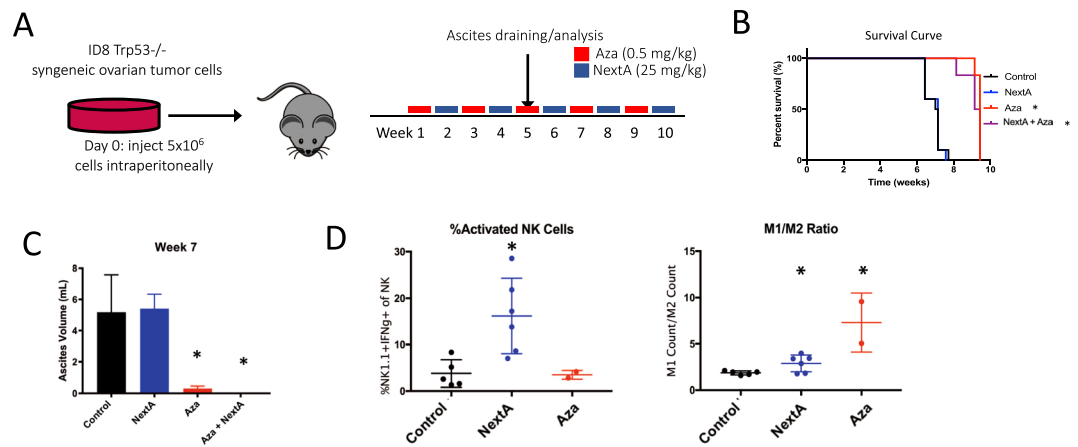 A
ID8 Trp53-/-
syngeneic ovarian tumor cells
Day 0: inject 5x10⁶
cells intraperitoneally
Ascites draining/analysis
Aza (0.5 mg/kg)
NextA (25 mg/kg)
Week 1 2 3 4 5 6 7 8 9 10
B
Survival Curve
Percent survival (%)
100
50
0
0 2 4 6 8 10
Time (weeks)
Control
NextA
Aza *
NextA + Aza *
C
Week 7
Ascites Volume (mL)
8
6
4
2
0
* *
Control NextA Aza Aza + NextA
D
%Activated NK Cells
%NK1.1+IFNg+ of NK
30
20
10
0
*
Control NextA Aza
M1/M2 Ratio
M1 Count/M2 Count
15
10
5
0
* *
Control NextA Aza